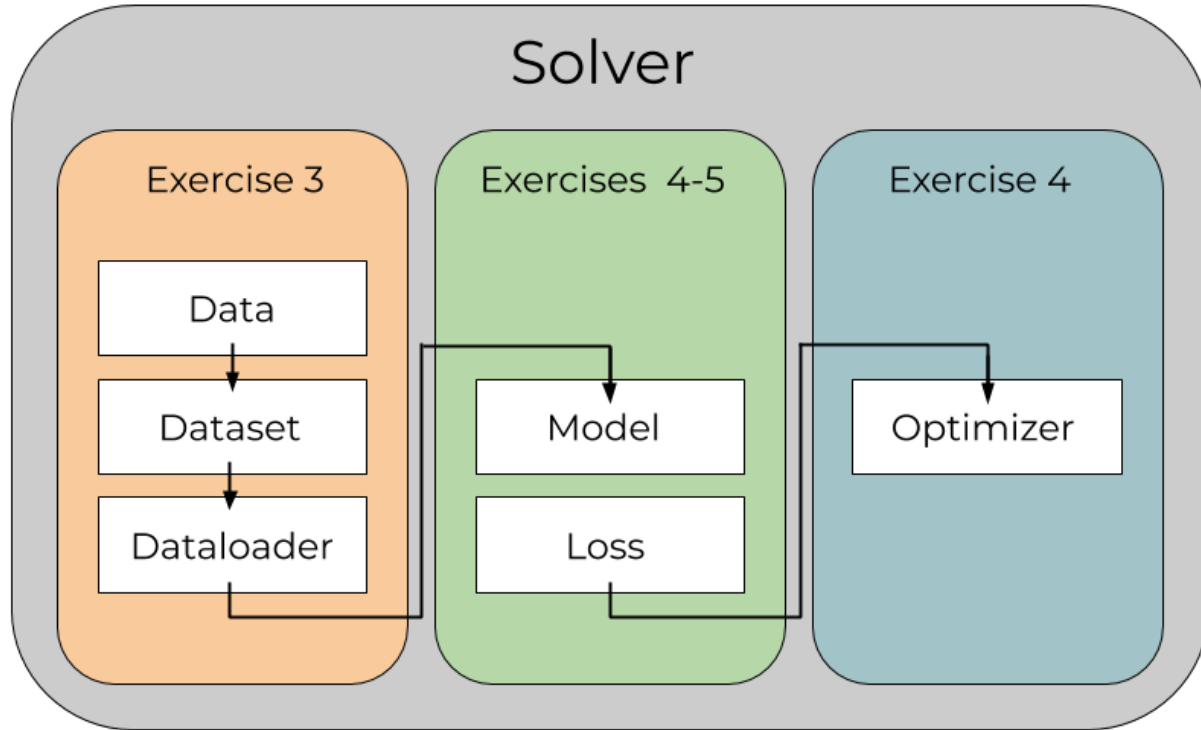 Solver
Exercise 3
Data
Dataset
Dataloader
Exercises 4-5
Model
Loss
Exercise 4
Optimizer